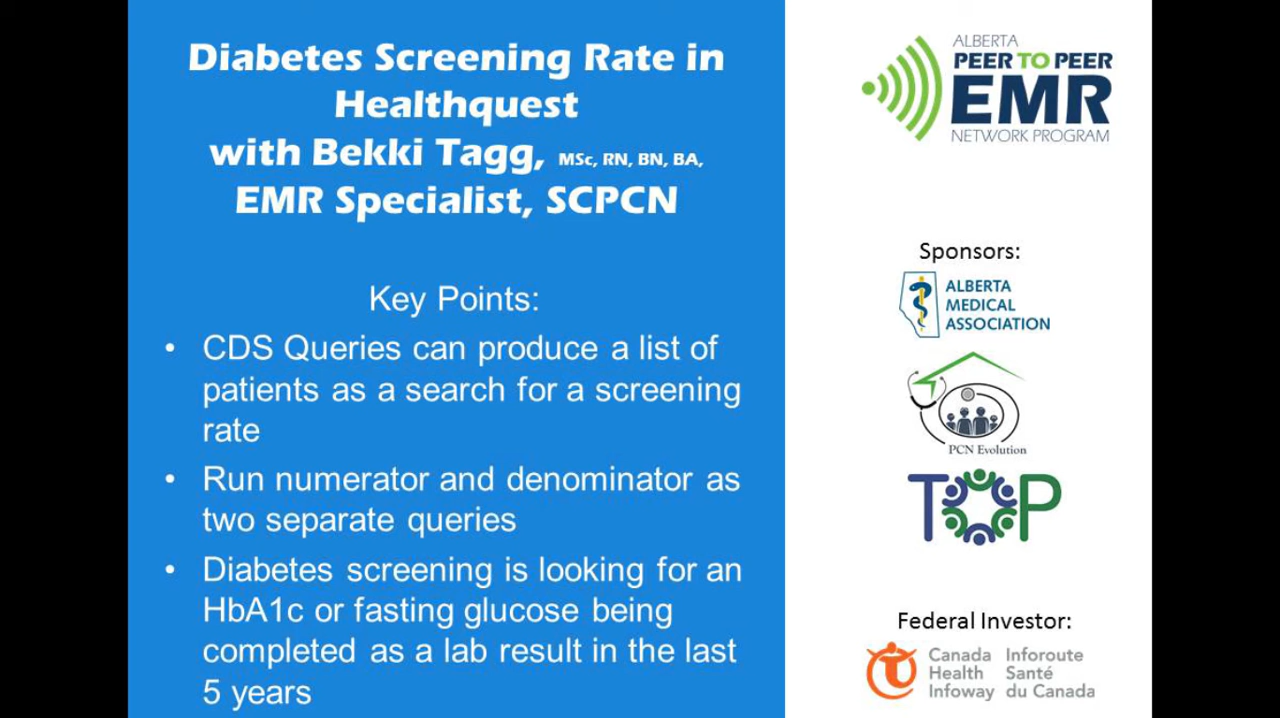 Diabetes Screening Rate in
Healthquest
with Bekki Tagg, MSc, RN, BN, BA,
EMR Specialist, SCPCN
Key Points:
• CDS Queries can produce a list of
patients as a search for a screening
rate
• Run numerator and denominator as
two separate queries
• Diabetes screening is looking for an
HbA1c or fasting glucose being
completed as a lab result in the last
5 years
ALBERTA
PEER TO PEER
EMR
NETWORK PROGRAM
Sponsors:
ALBERTA
MEDICAL
ASSOCIATION
PCN Evolution
TOP
Federal Investor:
Canada Inforoute
Health Santé
Infoway du Canada